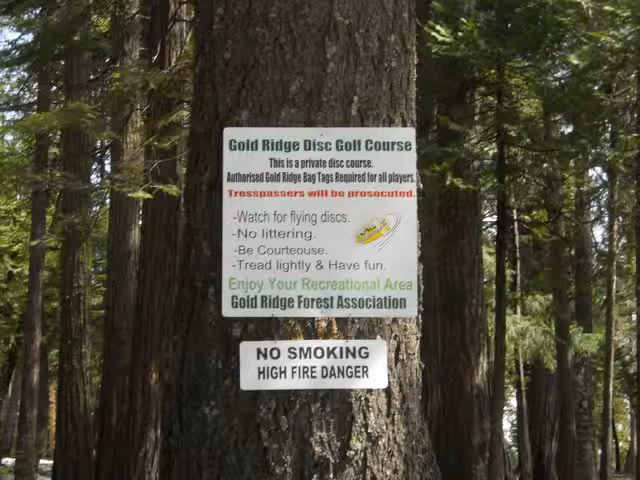 Gold Ridge Disc Golf Course
This is a private disc course.
Authorised Gold Ridge Bag Tags Required for all players.
Tresspassers will be prosocuted.
-Watch for flying discs.
-No littering.
-Be Courteouse.
-Tread lightly & Have fun.
Enjoy Your Recreational Area
Gold Ridge Forest Association
NO SMOKING
HIGH FIRE DANGER